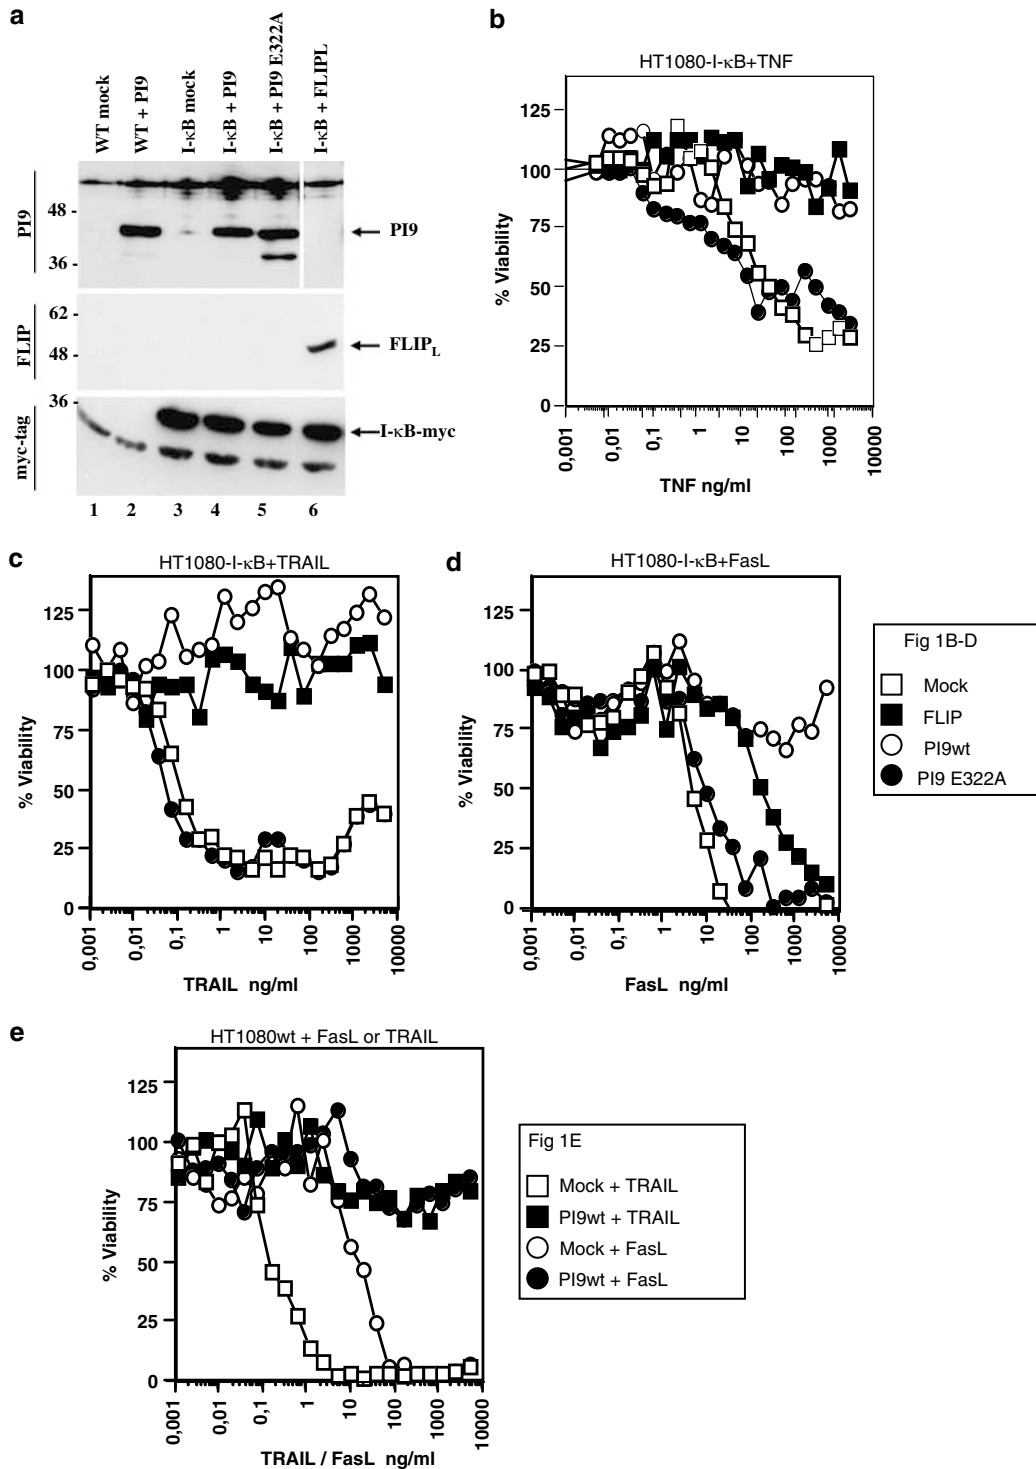 a
WT mock
WT + PI9
I-κB mock
I-κB + PI9
I-κB + PI9 E322A
I-κB + FLIPL
PI9
48 -
36 -
PI9
FLIP
62 -
48 -
FLIPL
myc-tag
36 -
I-κB-myc
1 2 3 4 5 6
b
HT1080-I-κB+TNF
% Viability
125
100
75
50
25
0
0,001
0,1
10
100
1000
10000
TNF ng/ml
c
HT1080-I-κB+TRAIL
% Viability
125
100
75
50
25
0
0,001
0,01
0,1
1
10
100
1000
10000
TRAIL ng/ml
d
HT1080-I-κB+FasL
% Viability
125
100
75
50
25
0
0,001
0,01
0,1
1
10
100
1000
10000
FasL ng/ml
Fig 1B-D
Mock
FLIP
PI9wt
PI9 E322A
e
HT1080wt + FasL or TRAIL
% Viability
125
100
75
50
25
0
0,001
0,01
0,1
1
10
100
1000
10000
TRAIL / FasL ng/ml
Fig 1E
Mock + TRAIL
PI9wt + TRAIL
Mock + FasL
PI9wt + FasL